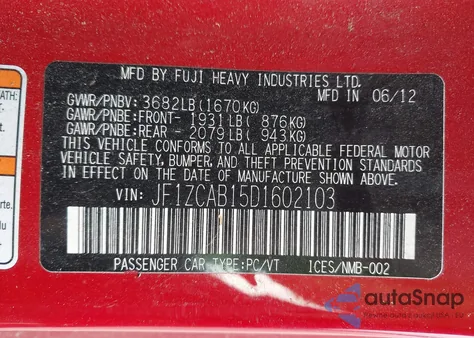 MFD BY FUJI HEAVY INDUSTRIES LTD.
MFD IN 06/12
GVWR/PNBV: 3682LB(1670KG)
GAWR/PNBE:FRONT- 1931LB( 876KG)
GAWR/PNBE:REAR - 2079LB( 943KG)
THIS VEHICLE CONFORMS TO ALL APPLICABLE FEDERAL MOTOR
VEHICLE SAFETY, BUMPER, AND THEFT PREVENTION STANDARDS
IN EFFECT ON THE DATE OF MANUFACTURE SHOWN ABOVE.
VIN: JF1ZCAB15D1602103
PASSENGER CAR TYPE:PC/VT ICES/NMB-002
ATH:
autoSnap